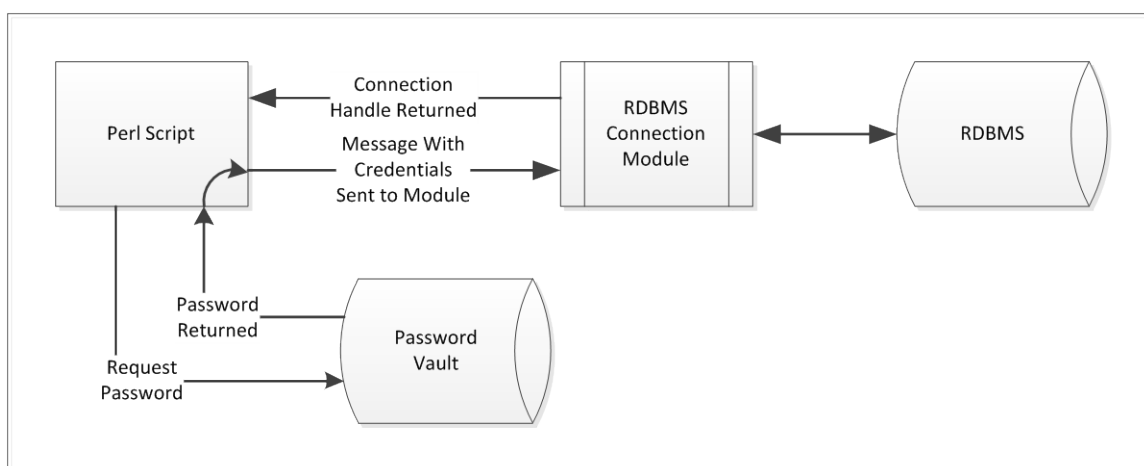 Perl Script
Connection
Handle Returned
Message With
Credentials
Sent to Module
RDBMS
Connection
Module
RDBMS
Password
Returned
Request
Password
Password
Vault